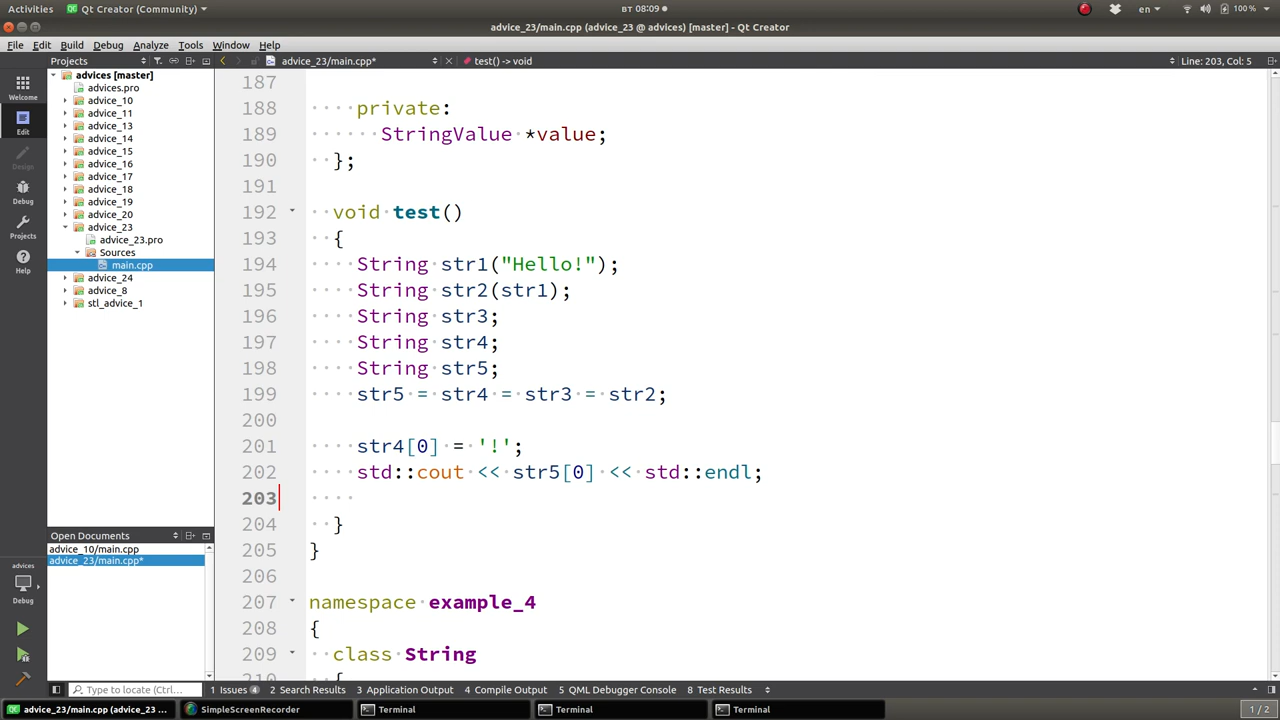 Activities Qt Creator (Community) ВТ 08:09 en 100 %
advice_23/main.cpp (advice_23 @ advices) [master] - Qt Creator
File Edit Build Debug Analyze Tools Window Help
Projects advice_23/main.cpp* test() -> void Line: 203, Col: 5
advices [master]
advices.pro
advice_10
advice_11
advice_13
advice_14
advice_15
advice_16
advice_17
advice_18
advice_19
advice_20
advice_23
advice_23.pro
Sources
main.cpp
advice_24
advice_8
stl_advice_1
Welcome
Edit
Design
Debug
Projects
Help
advices
Debug
Open Documents
advice_10/main.cpp
advice_23/main.cpp*
187
188 private:
189 StringValue *value;
190 };
191
192 void test()
193 {
194 String str1("Hello!");
195 String str2(str1);
196 String str3;
197 String str4;
198 String str5;
199 str5 = str4 = str3 = str2;
200
201 str4[0] = '!';
202 std::cout << str5[0] << std::endl;
203
204 }
205 }
206
207 namespace example_4
208 {
209 class String
210 {
Type to locate (Ctrl... 1 Issues 4 2 Search Results 3 Application Output 4 Compile Output 5 QML Debugger Console 8 Test Results
advice_23/main.cpp (advice_23 ... SimpleScreenRecorder Terminal Terminal Terminal 1 / 2